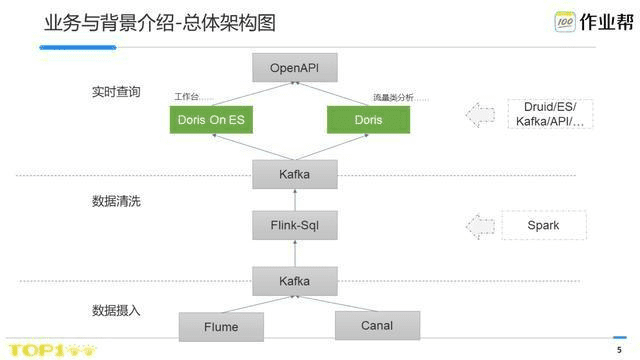 业务与背景介绍-总体架构图
100
作业帮
OpenAPI
实时查询
工作台……
流量类分析……
Doris On ES
Doris
Druid/ES/
Kafka/API/…
Kafka
数据清洗
Flink-Sql
Spark
Kafka
数据摄入
Flume
Canal
TOP100
5